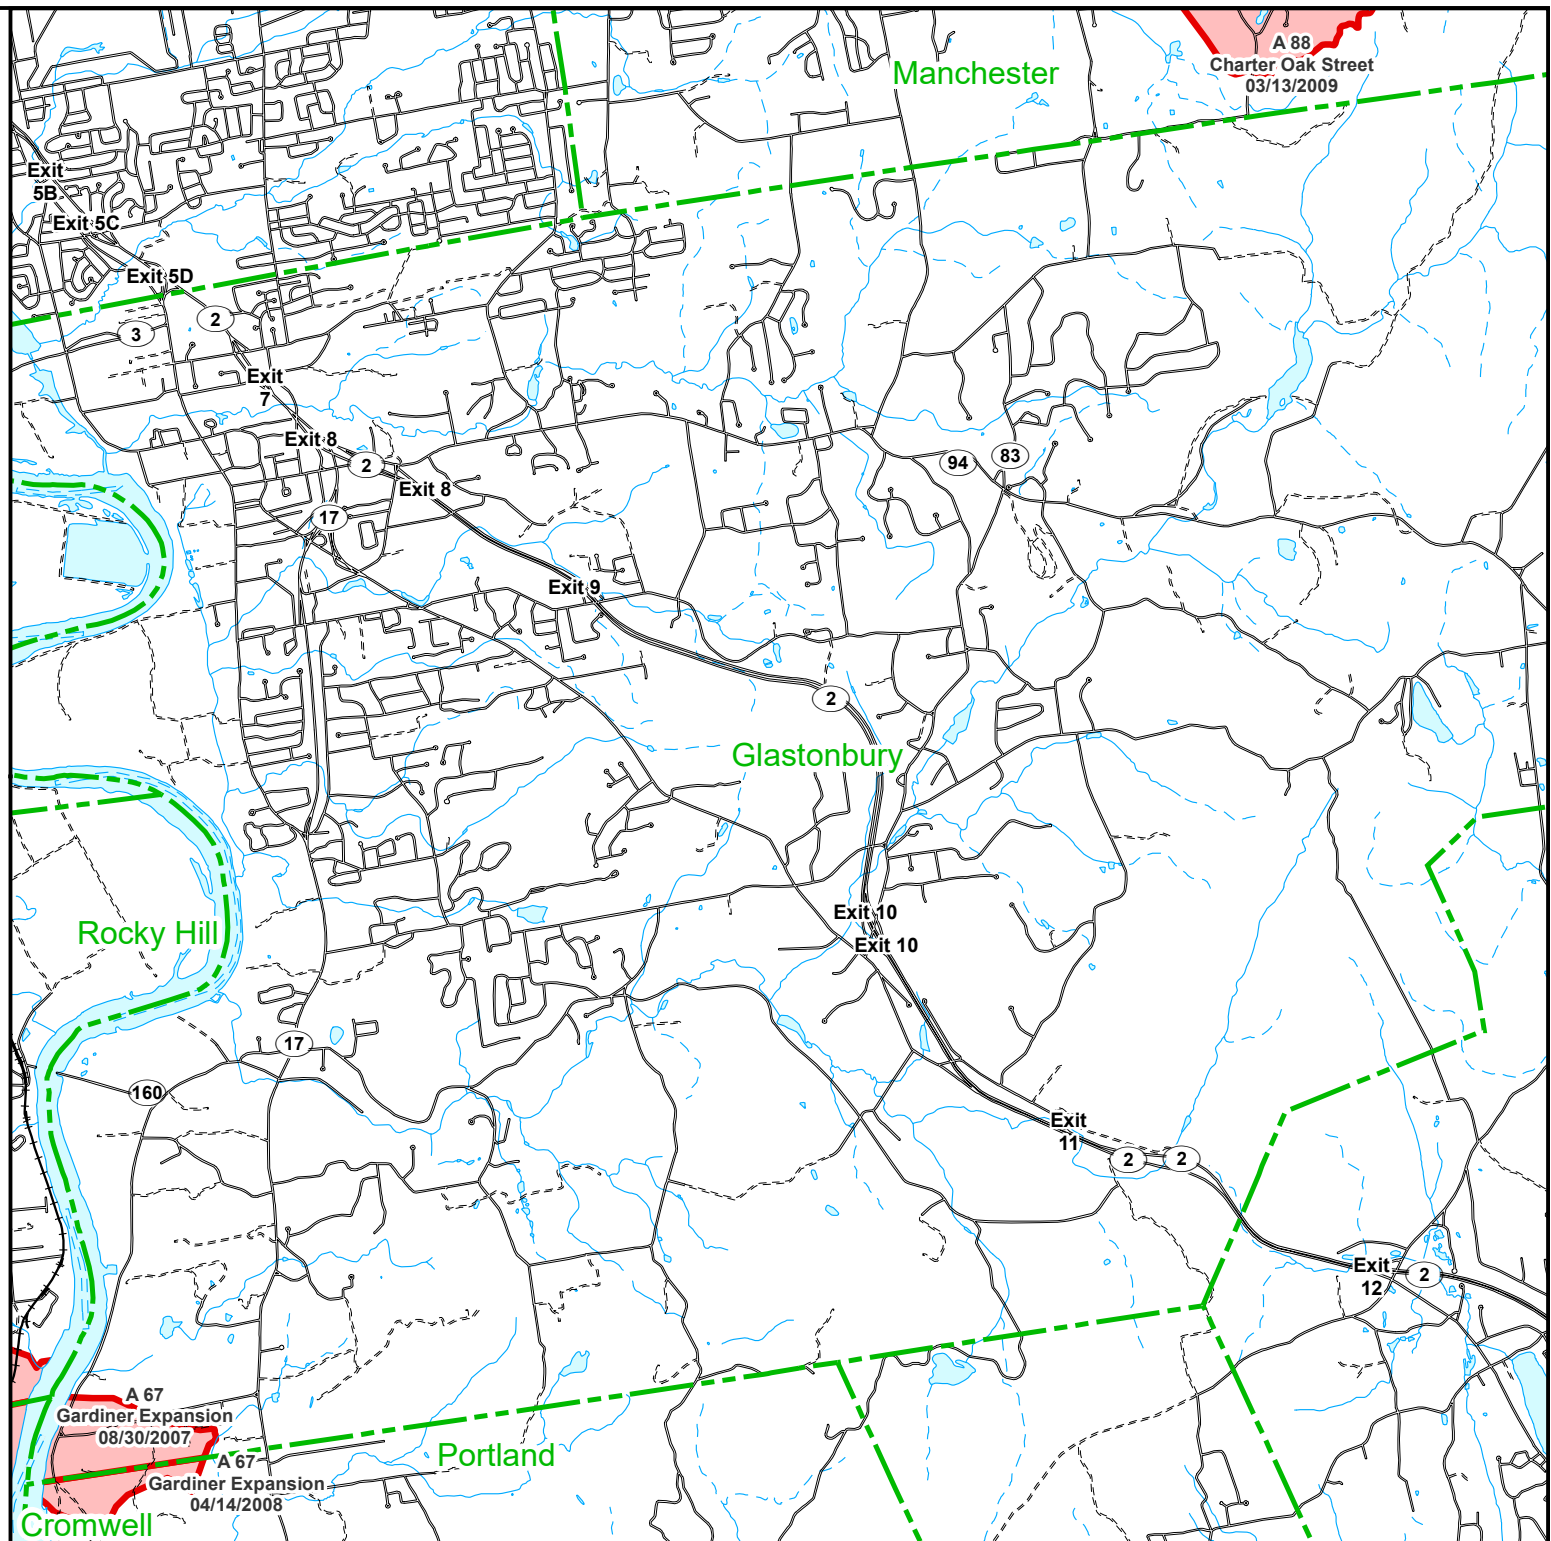 A 88
Charter Oak Street
03/13/2009
Manchester
Exit
5B
Exit 5C
Exit 5D
2
3
Exit
7
Exit 8
2
Exit 8
94
83
17
Exit 9
2
Glastonbury
Exit 10
Exit 10
Rocky Hill
17
160
Exit
11
2
2
Exit
12
2
A 67
Gardiner Expansion
08/30/2007
A 67
Gardiner Expansion
04/14/2008
Portland
Cromwell